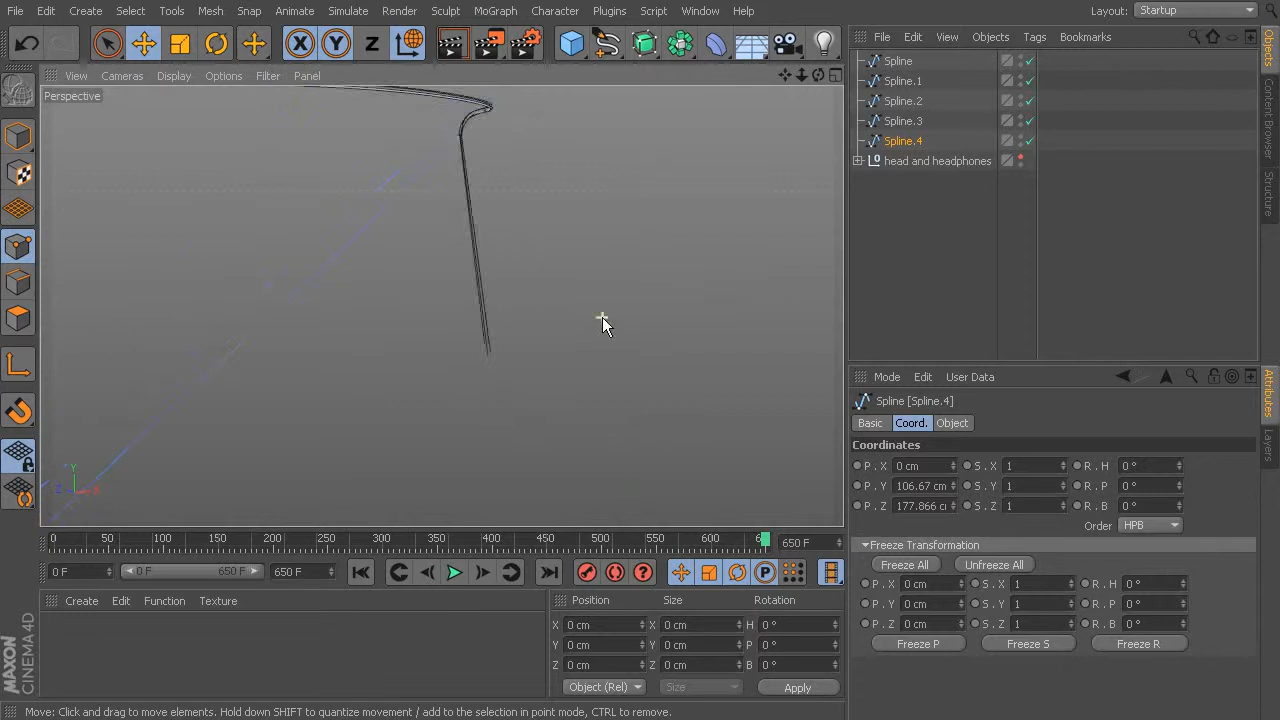 File Edit Create Select Tools Mesh Snap Animate Simulate Render Sculpt MoGraph Character Plugins Script Window Help
Layout: Startup
X Y Z
File Edit View Objects Tags Bookmarks
View Cameras Display Options Filter Panel
Perspective
Spline
Spline.1
Spline.2
Spline.3
Spline.4
head and headphones
Objects
Content Browser
Structure
Mode Edit User Data
Spline [Spline.4]
Basic Coord. Object
Coordinates
P . X 0 cm S . X 1 R . H 0 °
P . Y 106.67 cm S . Y 1 R . P 0 °
P . Z 177.866 c S . Z 1 R . B 0 °
Order HPB
Freeze Transformation
Freeze All Unfreeze All
P . X 0 cm S . X 1 R . H 0 °
P . Y 0 cm S . Y 1 R . P 0 °
P . Z 0 cm S . Z 1 R . B 0 °
Freeze P Freeze S Freeze R
Attributes
Layers
Y
Z X
0 50 100 150 200 250 300 350 400 450 500 550 600 6
650 F
0 F 0 F 650 F 650 F
P
Create Edit Function Texture
Position Size Rotation
X 0 cm X 0 cm H 0 °
Y 0 cm Y 0 cm P 0 °
Z 0 cm Z 0 cm B 0 °
Object (Rel) Size Apply
MAXON
CINEMA 4D
Move: Click and drag to move elements. Hold down SHIFT to quantize movement / add to the selection in point mode, CTRL to remove.